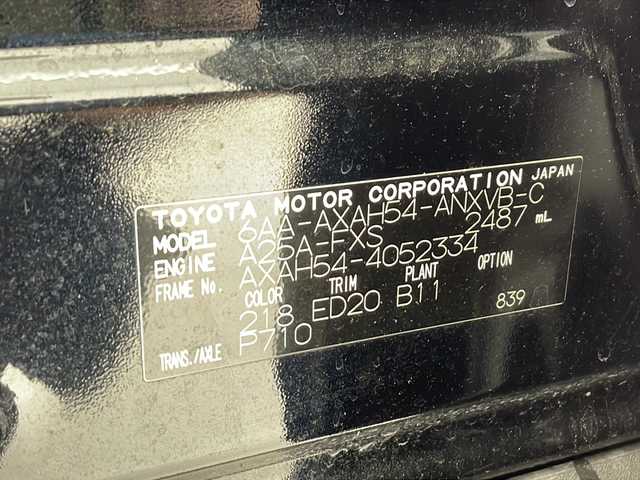 TOYOTA MOTOR CORPORATION JAPAN
MODEL 6AA-AXAH54-ANXVB-C
ENGINE A25A-FXS 2487 mL
FRAME No. AXAH54-4052334
COLOR TRIM PLANT OPTION
218 ED20 B11 839
TRANS./AXLE P710